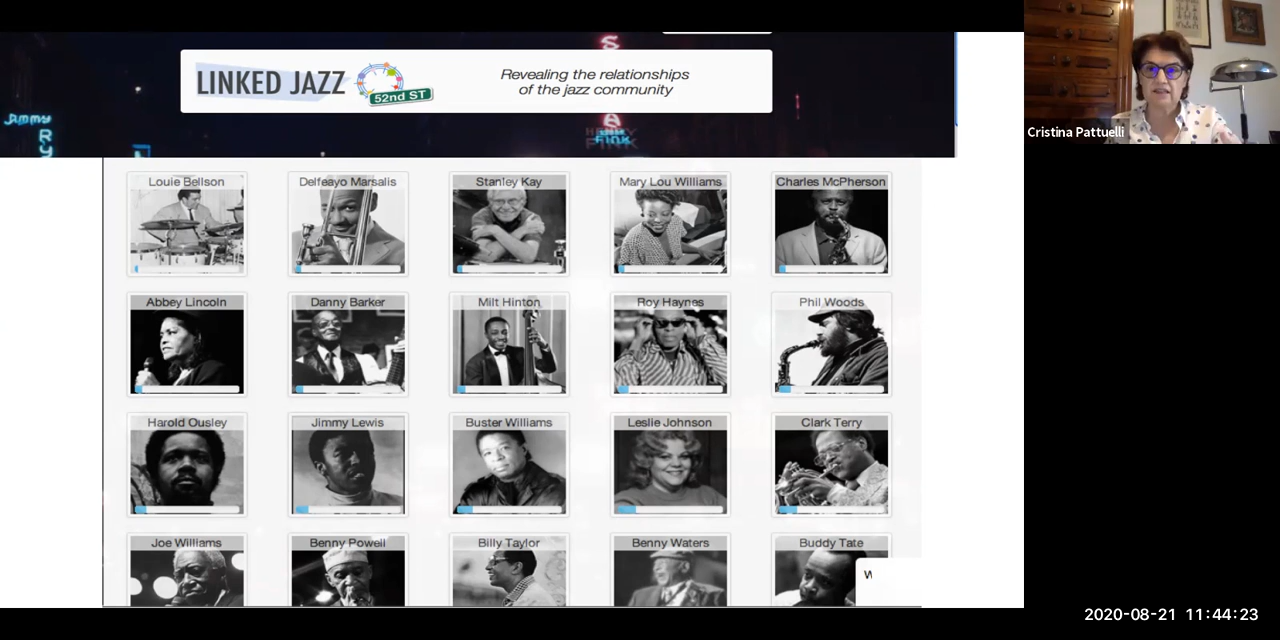 LINKED JAZZ
52nd ST
Revealing the relationships
of the jazz community
Jimmy
RY
S
FINK
Cristina Pattuelli
Louie Bellson
Delfeayo Marsalis
Stanley Kay
Mary Lou Williams
Charles McPherson
Abbey Lincoln
Danny Barker
Milt Hinton
Roy Haynes
Phil Woods
Harold Ousley
Jimmy Lewis
Buster Williams
Leslie Johnson
Clark Terry
Joe Williams
Benny Powell
Billy Taylor
Benny Waters
Buddy Tate
2020-08-21 11:44:23